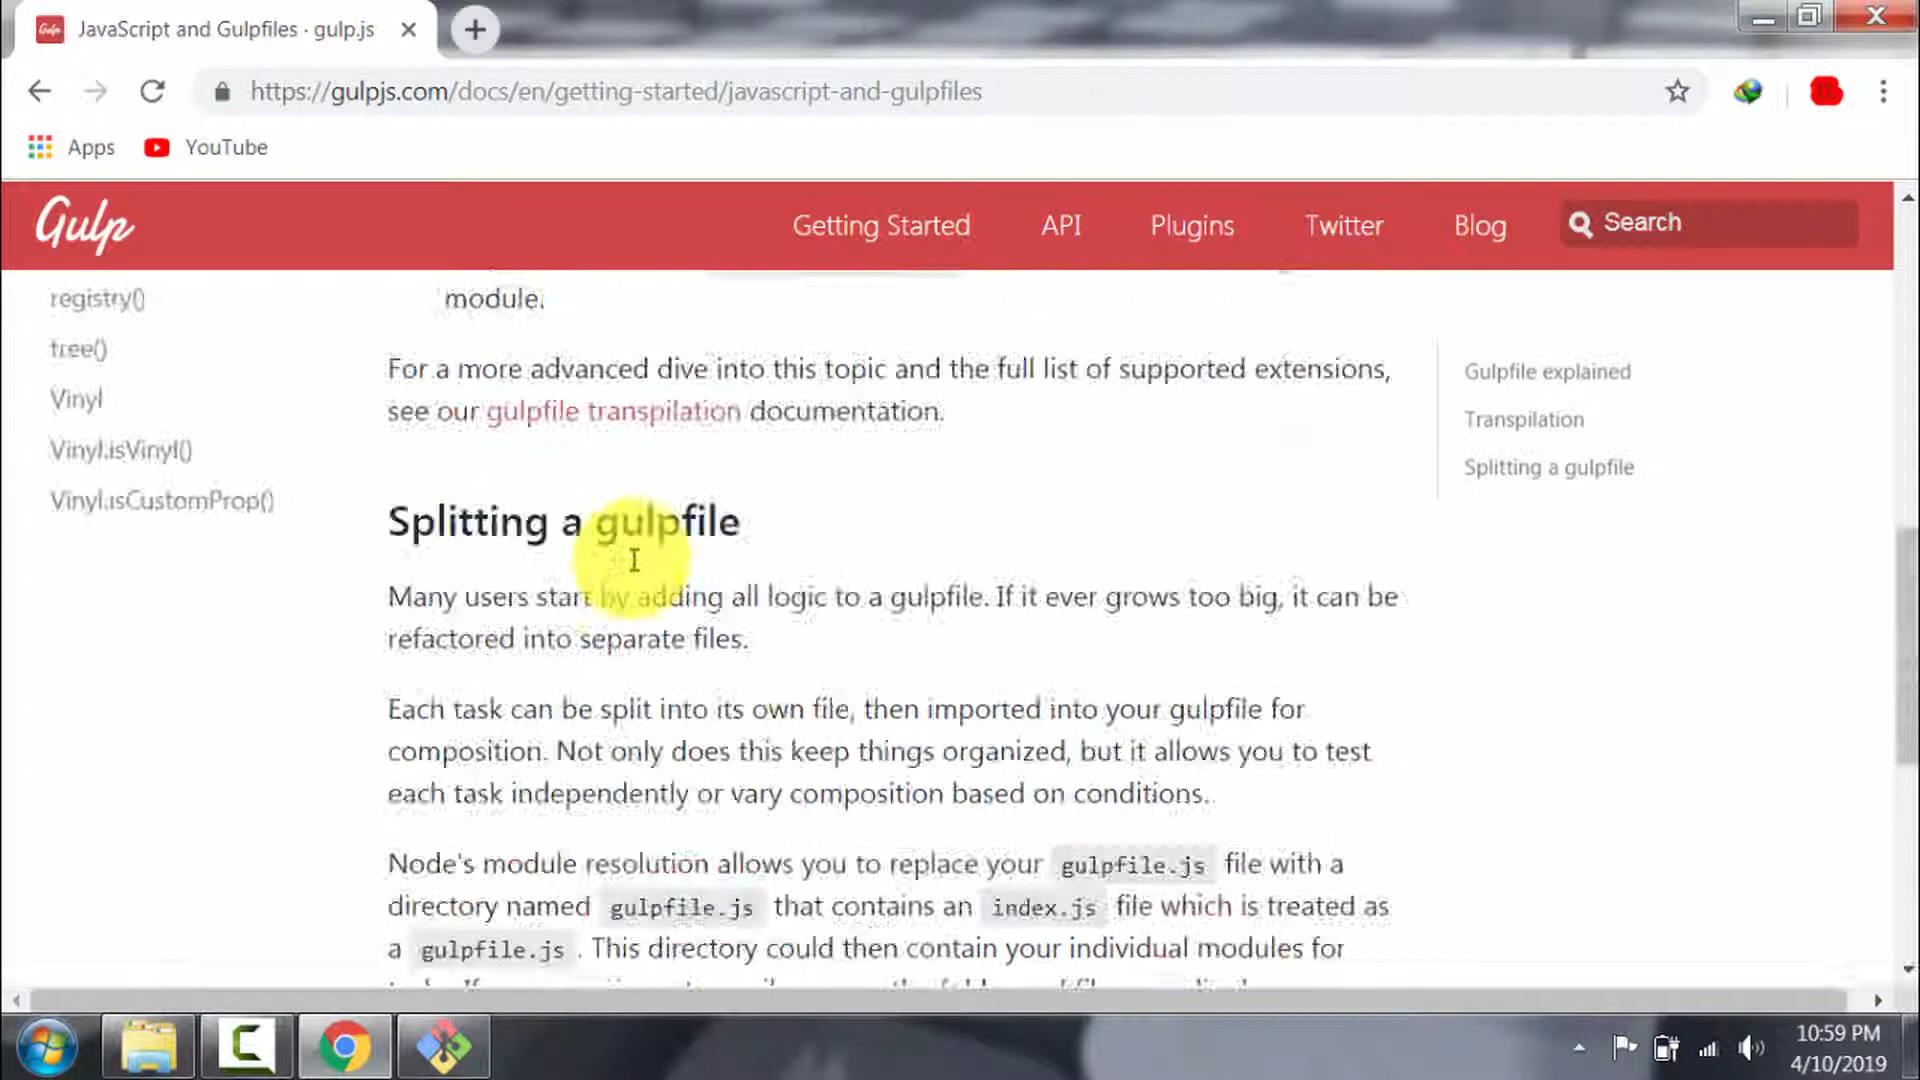 JavaScript and Gulpfiles · gulp.js
https://gulpjs.com/docs/en/getting-started/javascript-and-gulpfiles
Apps
YouTube
Gulp
Getting Started
API
Plugins
Twitter
Blog
Search
registry()
tree()
Vinyl
Vinyl.isVinyl()
Vinyl.isCustomProp()
module.
For a more advanced dive into this topic and the full list of supported extensions,
see our gulpfile transpilation documentation.
Splitting a gulpfile
Many users start by adding all logic to a gulpfile. If it ever grows too big, it can be
refactored into separate files.
Each task can be split into its own file, then imported into your gulpfile for
composition. Not only does this keep things organized, but it allows you to test
each task independently or vary composition based on conditions.
Node's module resolution allows you to replace your gulpfile.js file with a
directory named gulpfile.js that contains an index.js file which is treated as
a gulpfile.js . This directory could then contain your individual modules for
Gulpfile explained
Transpilation
Splitting a gulpfile
10:59 PM
4/10/2019